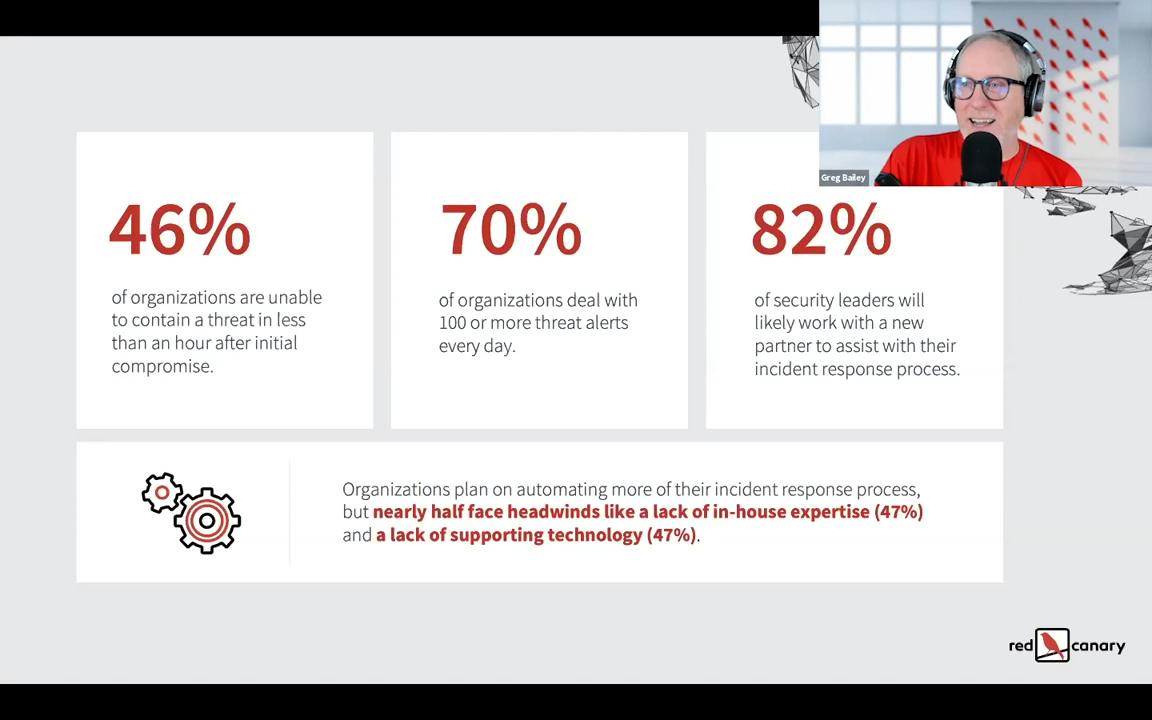 Greg Bailey
46%
of organizations are unable
to contain a threat in less
than an hour after initial
compromise.
70%
of organizations deal with
100 or more threat alerts
every day.
82%
of security leaders will
likely work with a new
partner to assist with their
incident response process.
Organizations plan on automating more of their incident response process,
but nearly half face headwinds like a lack of in-house expertise (47%)
and a lack of supporting technology (47%).
red canary